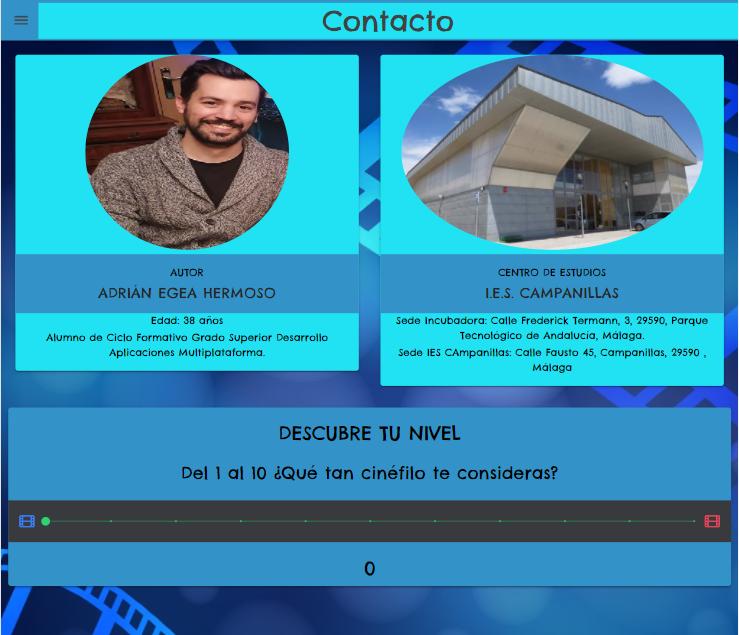 Contacto
AUTOR
ADRIÁN EGEA HERMOSO
Edad: 38 años
Alumno de Ciclo Formativo Grado Superior Desarrollo
Aplicaciones Multiplataforma.
CENTRO DE ESTUDIOS
I.E.S. CAMPANILLAS
Sede Incubadora: Calle Frederick Termann, 3, 29590, Parque
Tecnológico de Andalucía, Málaga.
Sede IES CAmpanillas: Calle Fausto 45, Campanillas, 29590 ,
Málaga
DESCUBRE TU NIVEL
Del 1 al 10 ¿Qué tan cinéfilo te consideras?
0